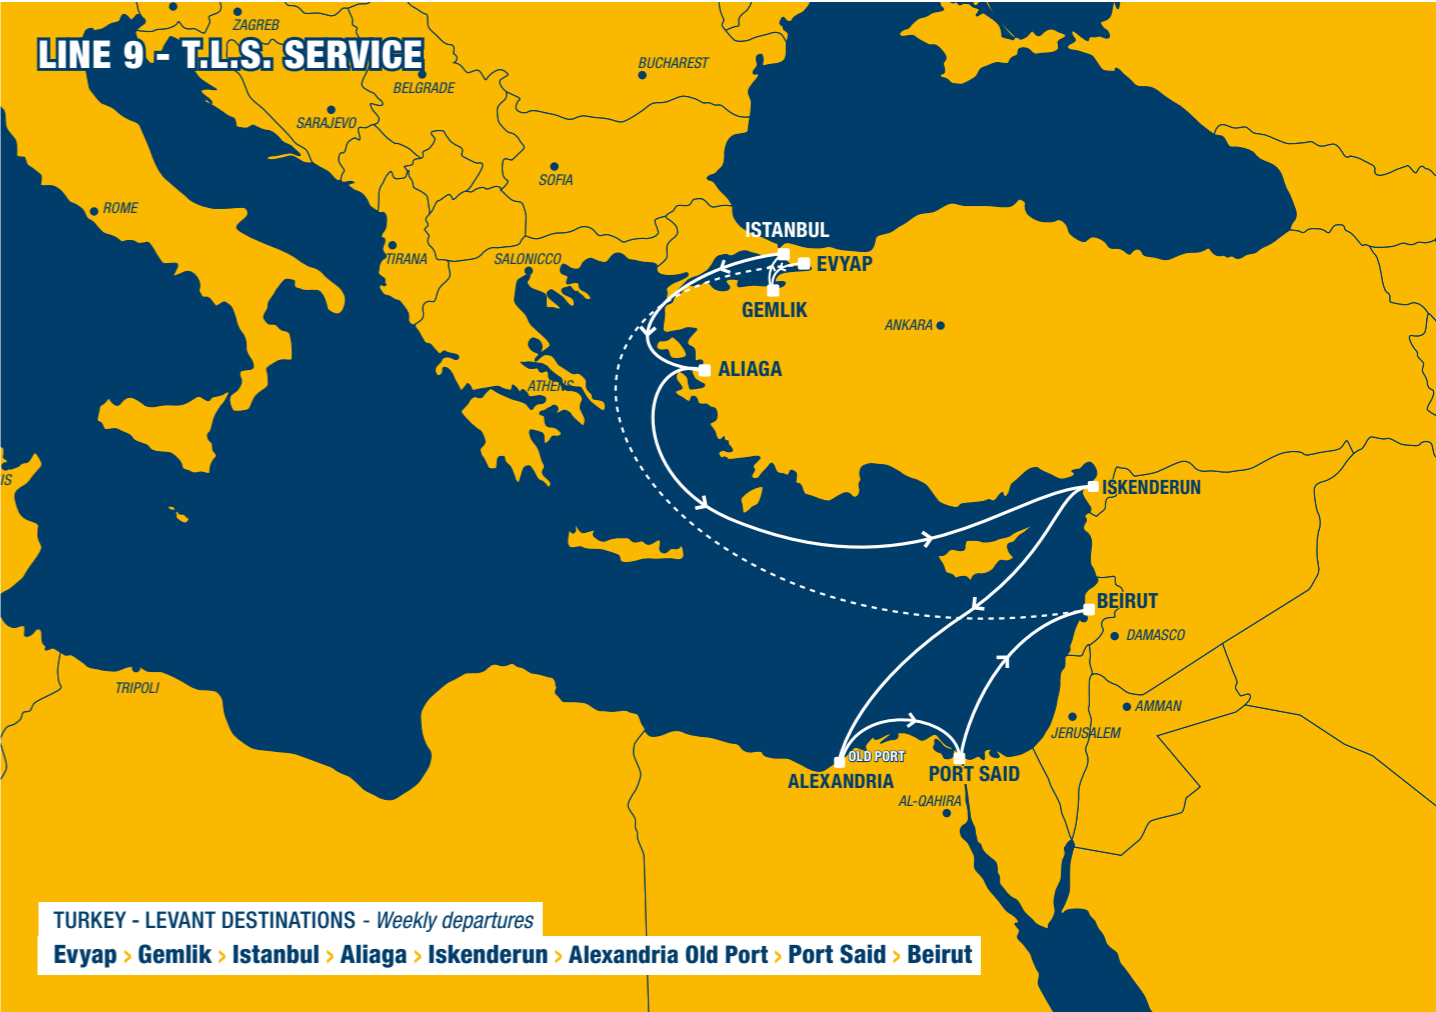 ZAGREB
LINE 9 - T.L.S. SERVICE
BUCHAREST
BELGRADE
SARAJEVO
SOFIA
ROME
ISTANBUL
TIRANA
SALONICCO
EVYAP
GEMLIK
ANKARA
ALIAGA
ATHENS
IS
ISKENDERUN
BEIRUT
DAMASCO
TRIPOLI
AMMAN
JERUSALEM
OLD PORT
ALEXANDRIA
PORT SAID
AL-QAHIRA
TURKEY - LEVANT DESTINATIONS - Weekly departures
Evyap > Gemlik > Istanbul > Aliaga > Iskenderun > Alexandria Old Port > Port Said > Beirut